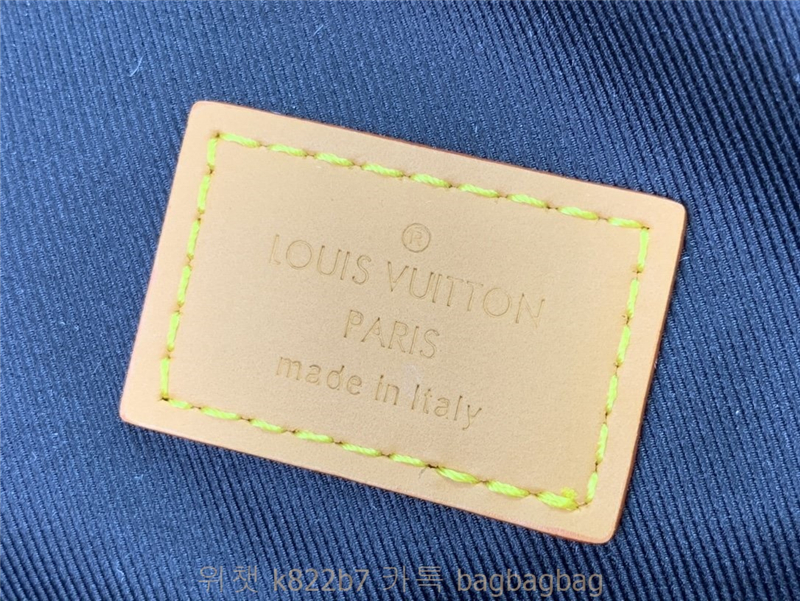 ®
LOUIS VUITTON
PARIS
made in Italy
위챗 k822b7 카톡 bagbagbag